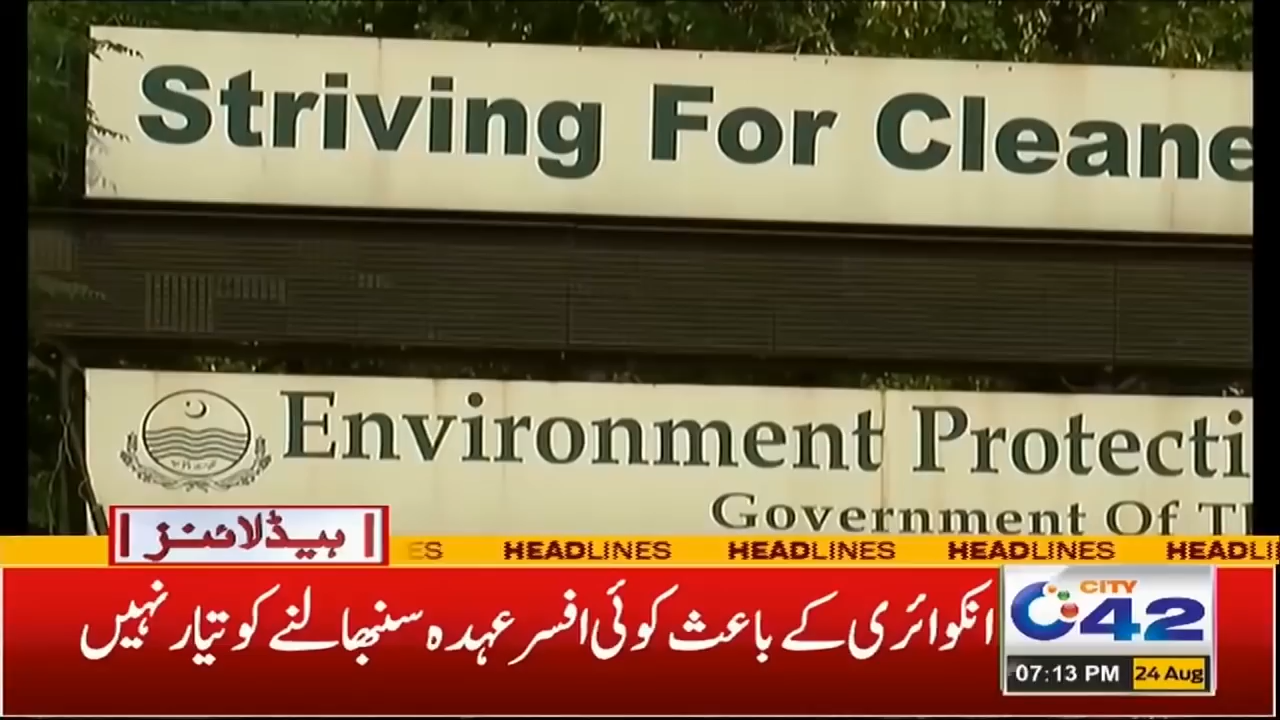 Striving For Cleane
Environment Protecti
Government Of T
ہیڈلائنز
ES HEADLINES HEADLINES HEADLINES HEADLI
انکوائری کے باعث کوئی افسر عہدہ سنبھالنے کو تیار نہیں
CITY
42
07:13 PM 24 Aug